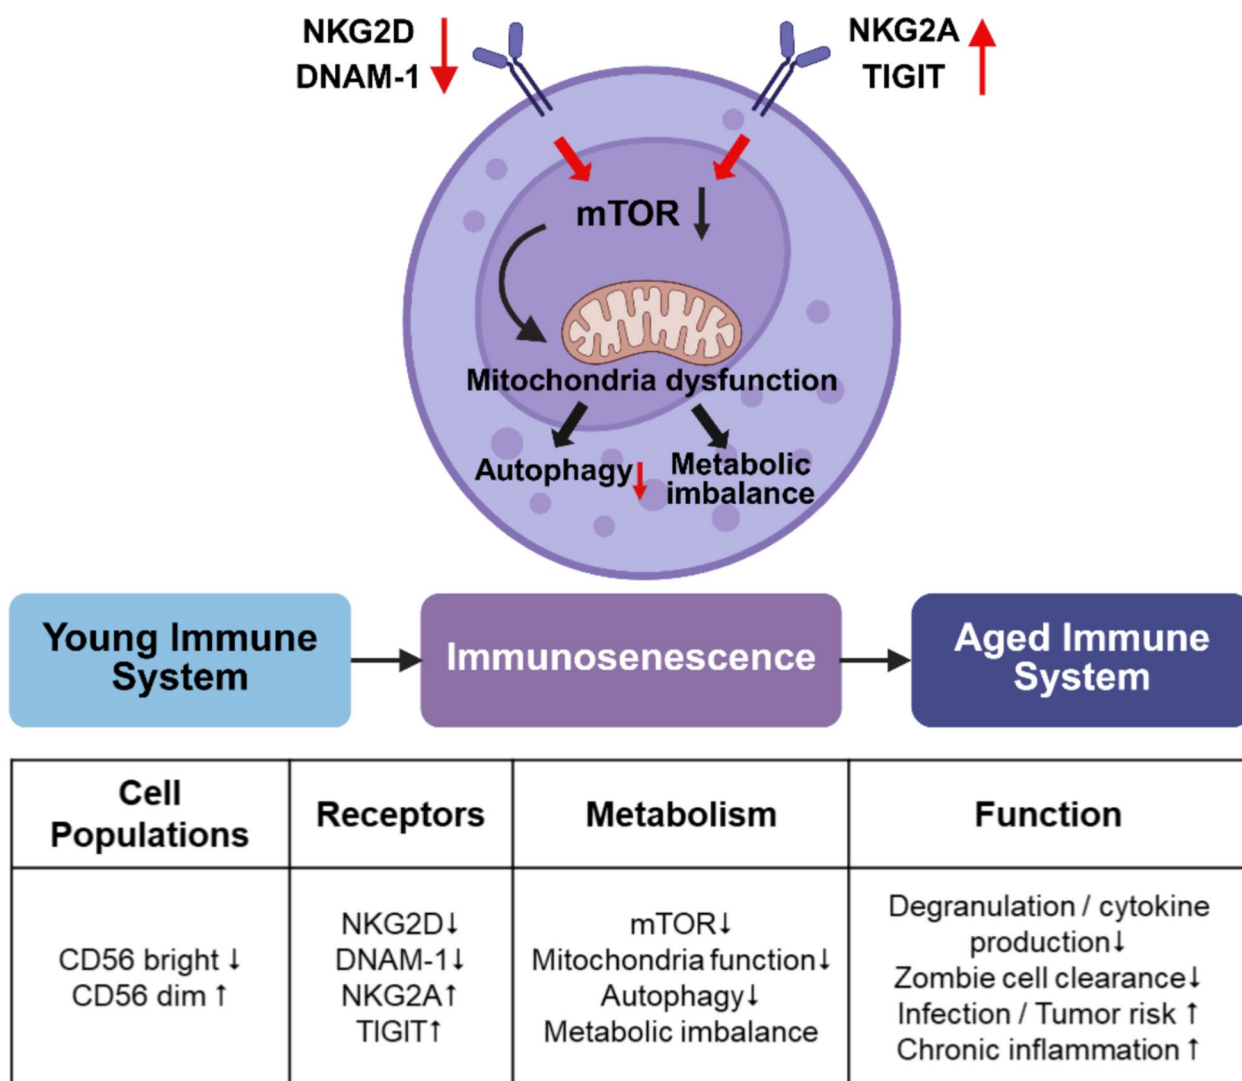 NKG2D ↓
DNAM-1
NKG2A ↑
TIGIT
mTOR ↓
Mitochondria dysfunction
Autophagy ↓
Metabolic
imbalance
Young Immune
System
Immunosenescence
Aged Immune
System
Cell
Populations
Receptors
Metabolism
Function
CD56 bright ↓
CD56 dim ↑
NKG2D↓
DNAM-1↓
NKG2A↑
TIGIT↑
mTOR↓
Mitochondria function↓
Autophagy↓
Metabolic imbalance
Degranulation / cytokine
production↓
Zombie cell clearance↓
Infection / Tumor risk ↑
Chronic inflammation ↑